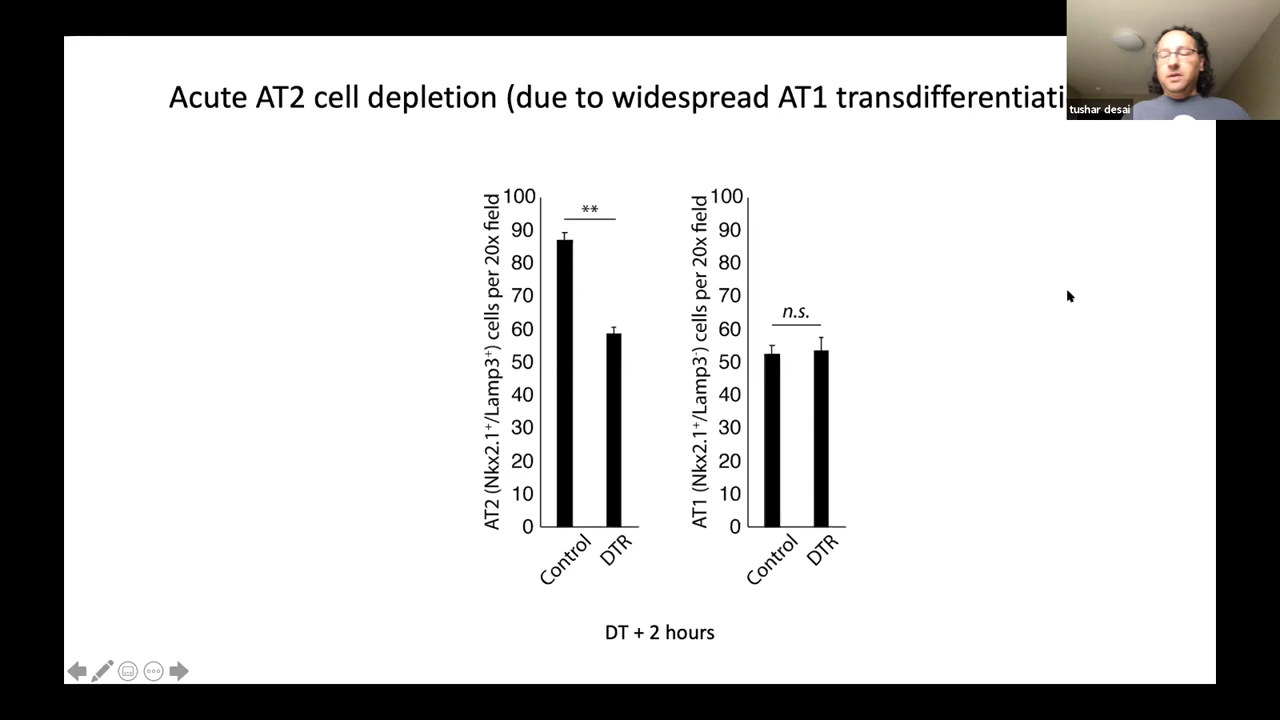 Acute AT2 cell depletion (due to widespread AT1 transdifferentiati
tushar desai
AT2 (Nkx2.1⁺/Lamp3⁺) cells per 20x field
100
90
80
70
60
50
40
30
20
10
0
**
Control
DTR
AT1 (Nkx2.1⁺/Lamp3⁻) cells per 20x field
100
90
80
70
60
50
40
30
20
10
0
n.s.
Control
DTR
DT + 2 hours